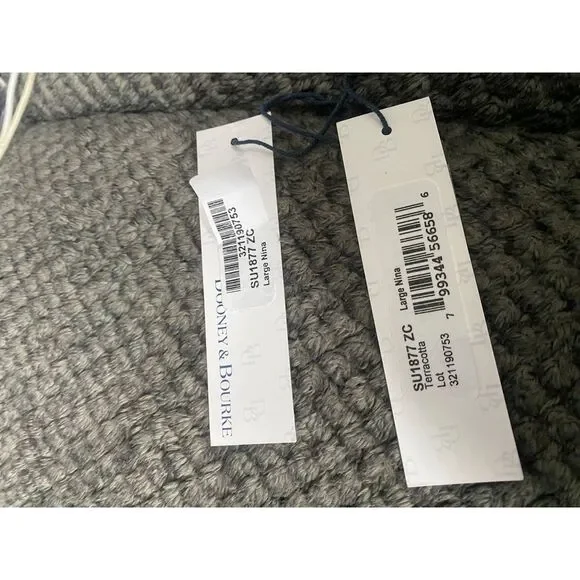 321190753
SU1877 ZC
Large Nina
DOONEY & BOURKE
SU1877 ZC Large Nina
Terracotta
Lot
321190753
7 99344 56658 6